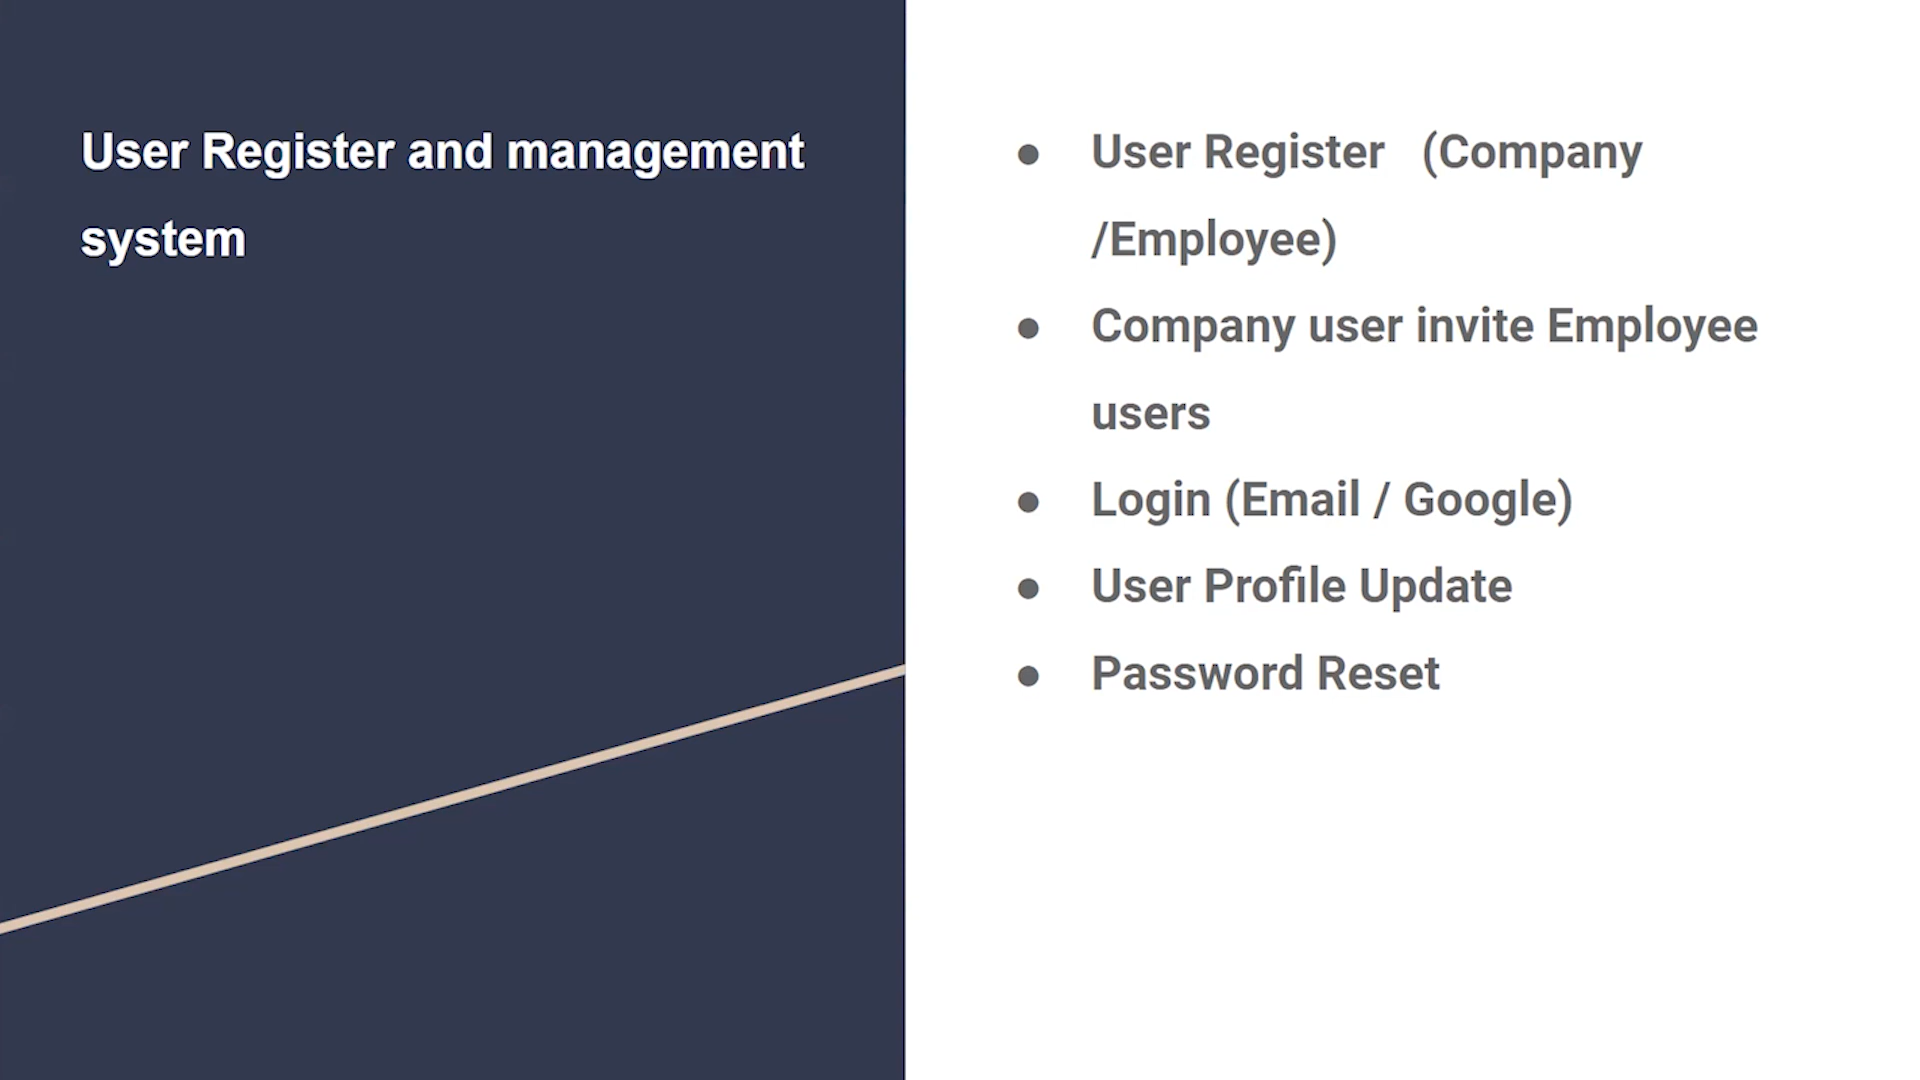 User Register and management
system
● User Register (Company
/Employee)
● Company user invite Employee
users
● Login (Email / Google)
● User Profile Update
● Password Reset